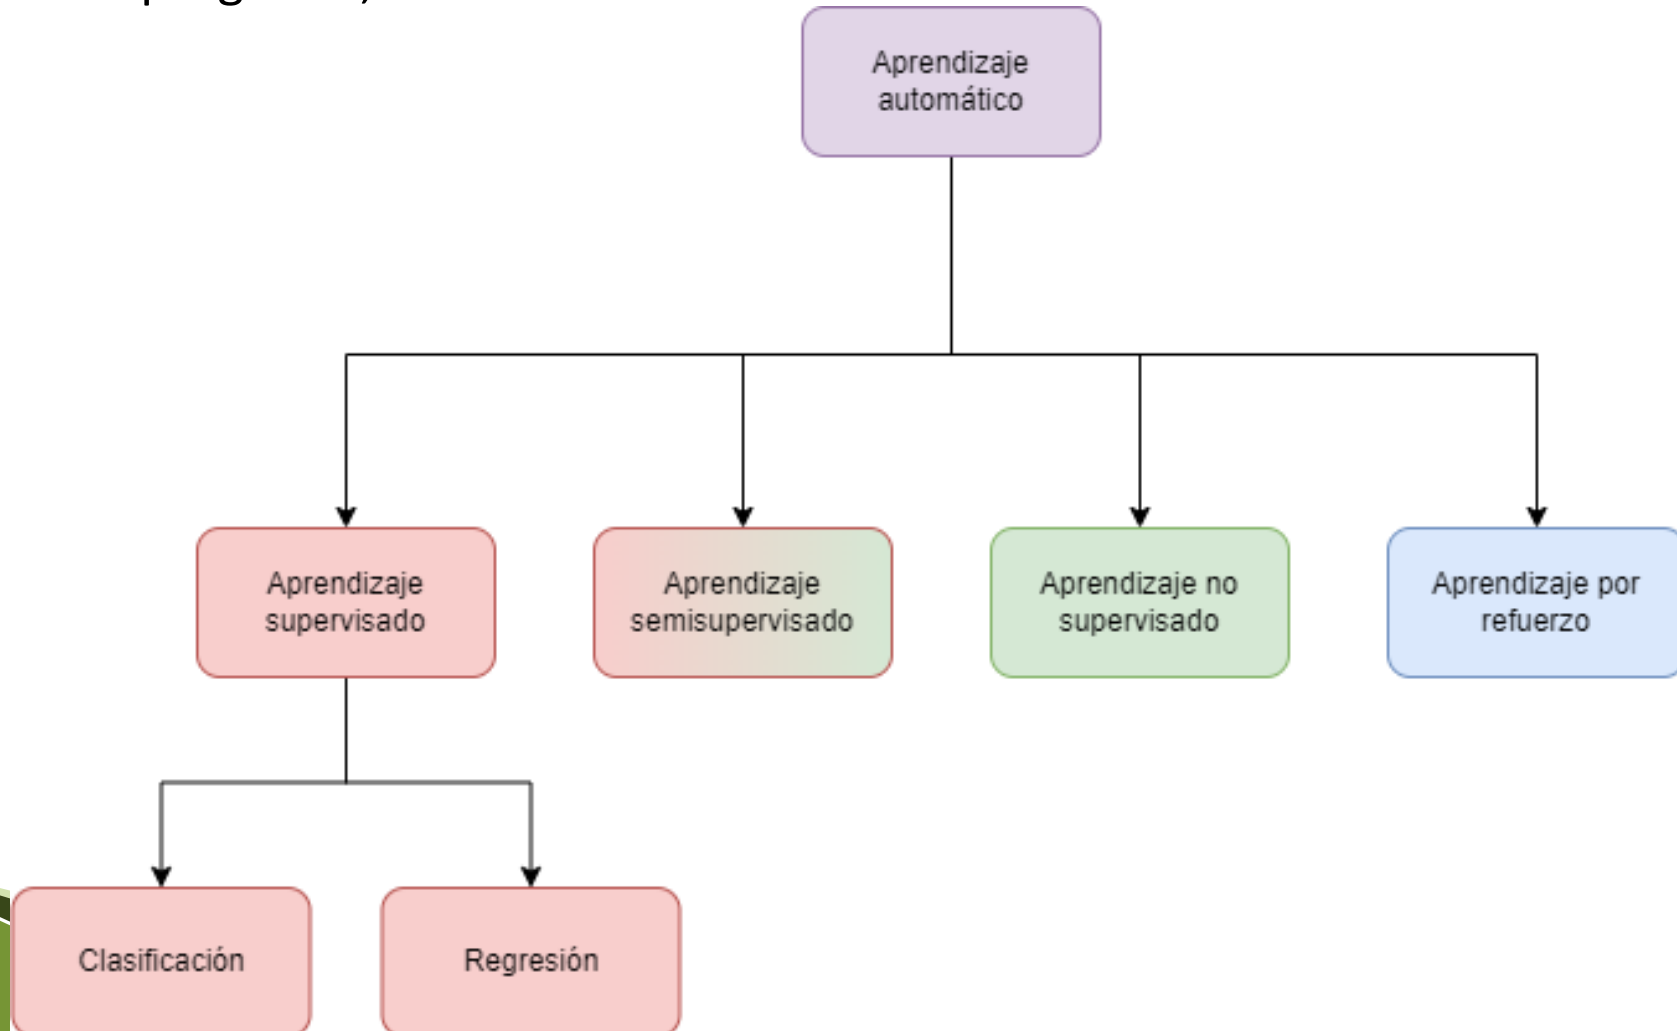 Aprendizaje
automático
Aprendizaje
supervisado
Aprendizaje
semisupervisado
Aprendizaje no
supervisado
Aprendizaje por
refuerzo
Clasificación
Regresión